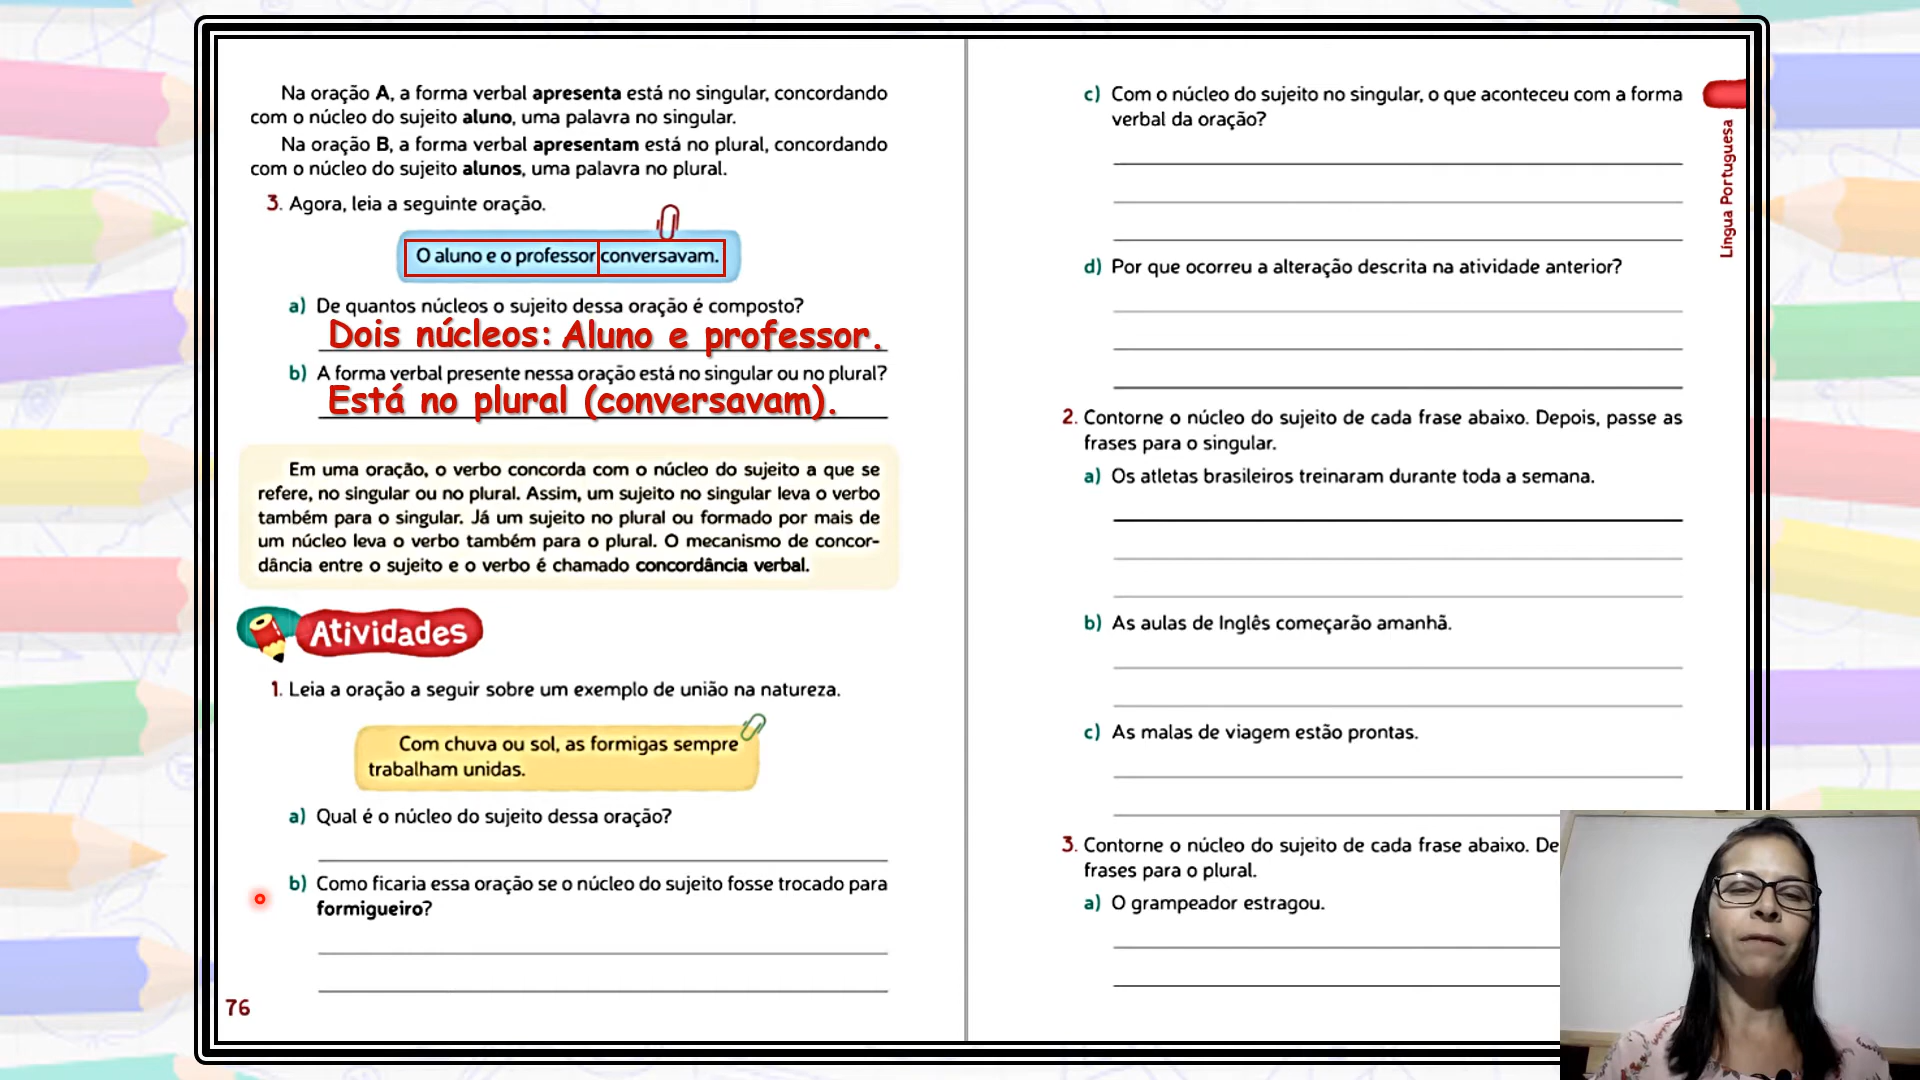 Na oração A, a forma verbal apresenta está no singular, concordando
com o núcleo do sujeito aluno, uma palavra no singular.
Na oração B, a forma verbal apresentam está no plural, concordando
com o núcleo do sujeito alunos, uma palavra no plural.
3. Agora, leia a seguinte oração.
O aluno e o professor conversavam.
a) De quantos núcleos o sujeito dessa oração é composto?
Dois núcleos: Aluno e professor.
b) A forma verbal presente nessa oração está no singular ou no plural?
Está no plural (conversavam).
Em uma oração, o verbo concorda com o núcleo do sujeito a que se
refere, no singular ou no plural. Assim, um sujeito no singular leva o verbo
também para o singular. Já um sujeito no plural ou formado por mais de
um núcleo leva o verbo também para o plural. O mecanismo de concor-
dância entre o sujeito e o verbo é chamado concordância verbal.
Atividades
1. Leia a oração a seguir sobre um exemplo de união na natureza.
Com chuva ou sol, as formigas sempre
trabalham unidas.
a) Qual é o núcleo do sujeito dessa oração?
b) Como ficaria essa oração se o núcleo do sujeito fosse trocado para
formigueiro?
76
c) Com o núcleo do sujeito no singular, o que aconteceu com a forma
verbal da oração?
d) Por que ocorreu a alteração descrita na atividade anterior?
2. Contorne o núcleo do sujeito de cada frase abaixo. Depois, passe as
frases para o singular.
a) Os atletas brasileiros treinaram durante toda a semana.
b) As aulas de Inglês começarão amanhã.
c) As malas de viagem estão prontas.
3. Contorne o núcleo do sujeito de cada frase abaixo. De
frases para o plural.
a) O grampeador estragou.
Língua Portuguesa